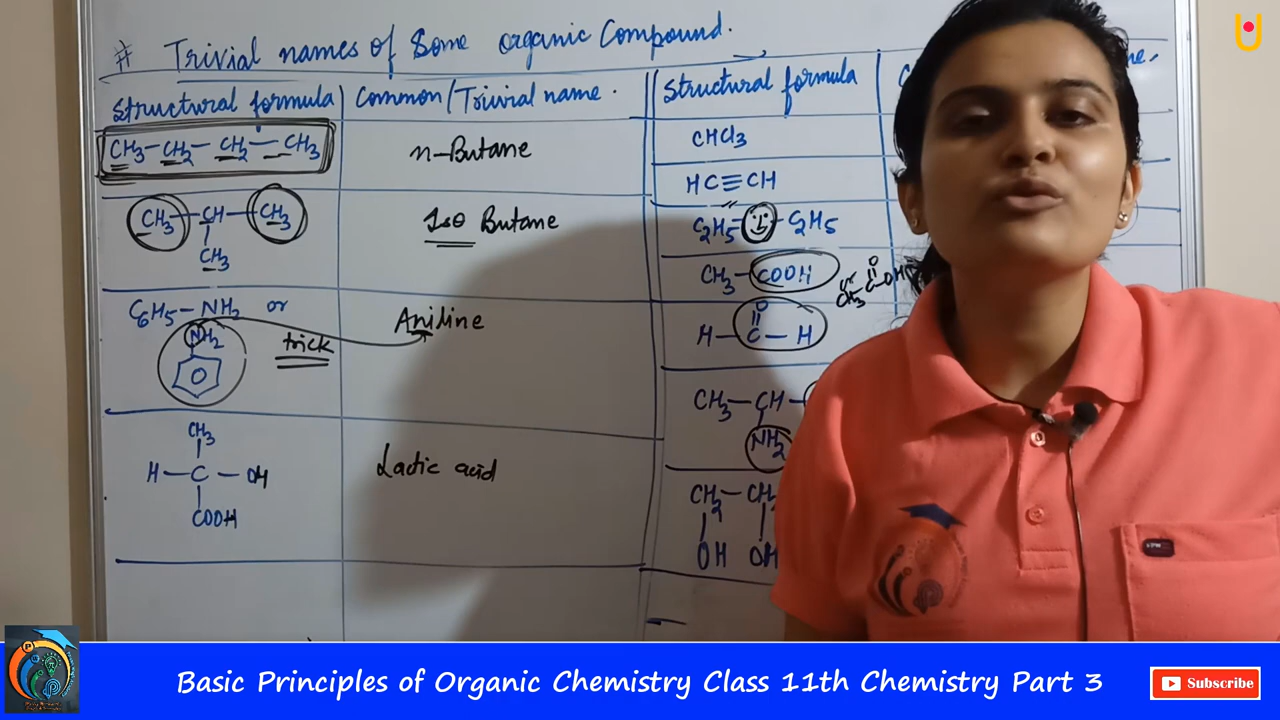 # Trivial names of Some organic Compound.
Structural formula
Common/Trivial name.
CH3-CH2-CH2-CH3
n-Butane
CH3-CH-CH3
CH3
Iso Butane
C6H5-NH2 or
NH2
trick
Aniline
CH3
H-C-OH
COOH
Lactic acid
Structural formula
CHCl3
HC≡CH
C2H5-
-C2H5
CH3-COOH
or
O
CH3 C OH
O
H-C-H
CH3-CH
NH2
CH2-CH2
OH OH
Basic Principles of Organic Chemistry Class 11th Chemistry Part 3
Subscribe